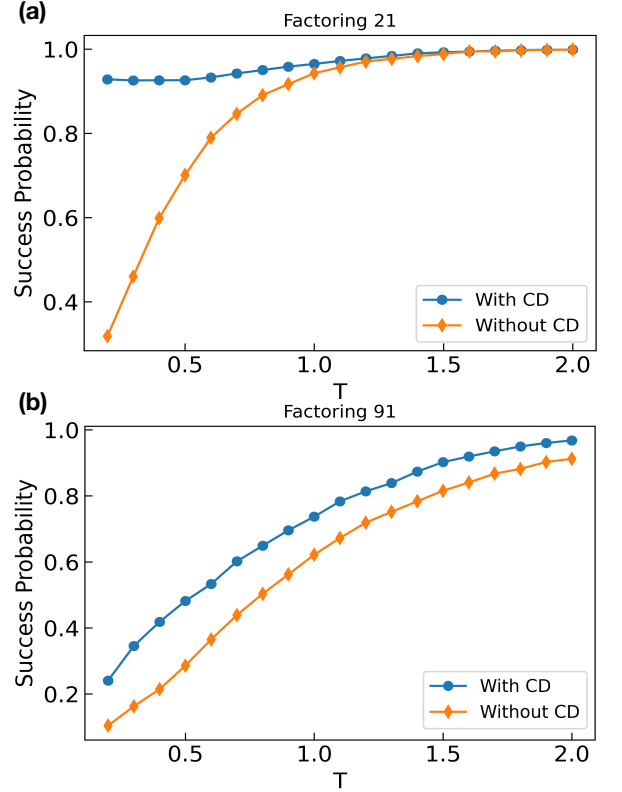 (a)
Factoring 21
Success Probability
1.0
0.8
0.6
0.4
With CD
Without CD
0.5 1.0 1.5 2.0
T
(b)
Factoring 91
Success Probability
1.0
0.8
0.6
0.4
0.2
With CD
Without CD
0.5 1.0 1.5 2.0
T